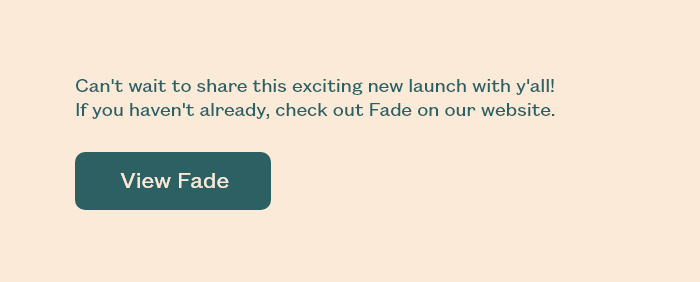 Can't wait to share this exciting new launch with y'all!
If you haven't already, check out Fade on our website.
View Fade